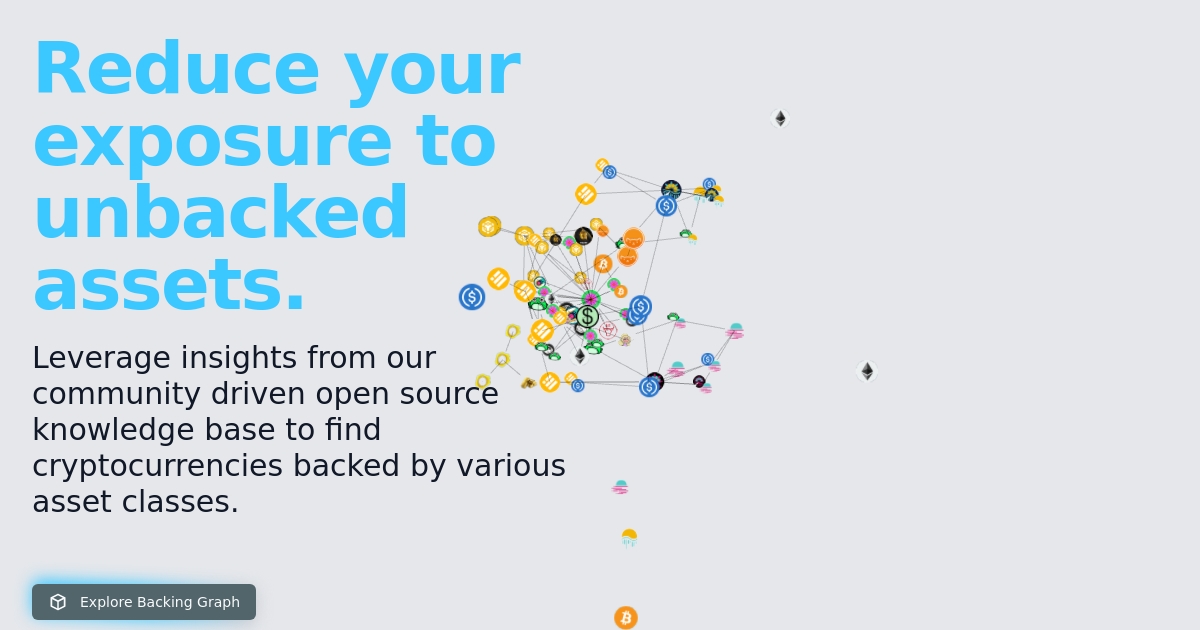 Reduce your
exposure to
unbacked
assets.
Leverage insights from our
community driven open source
knowledge base to find
cryptocurrencies backed by various
asset classes.
Explore Backing Graph